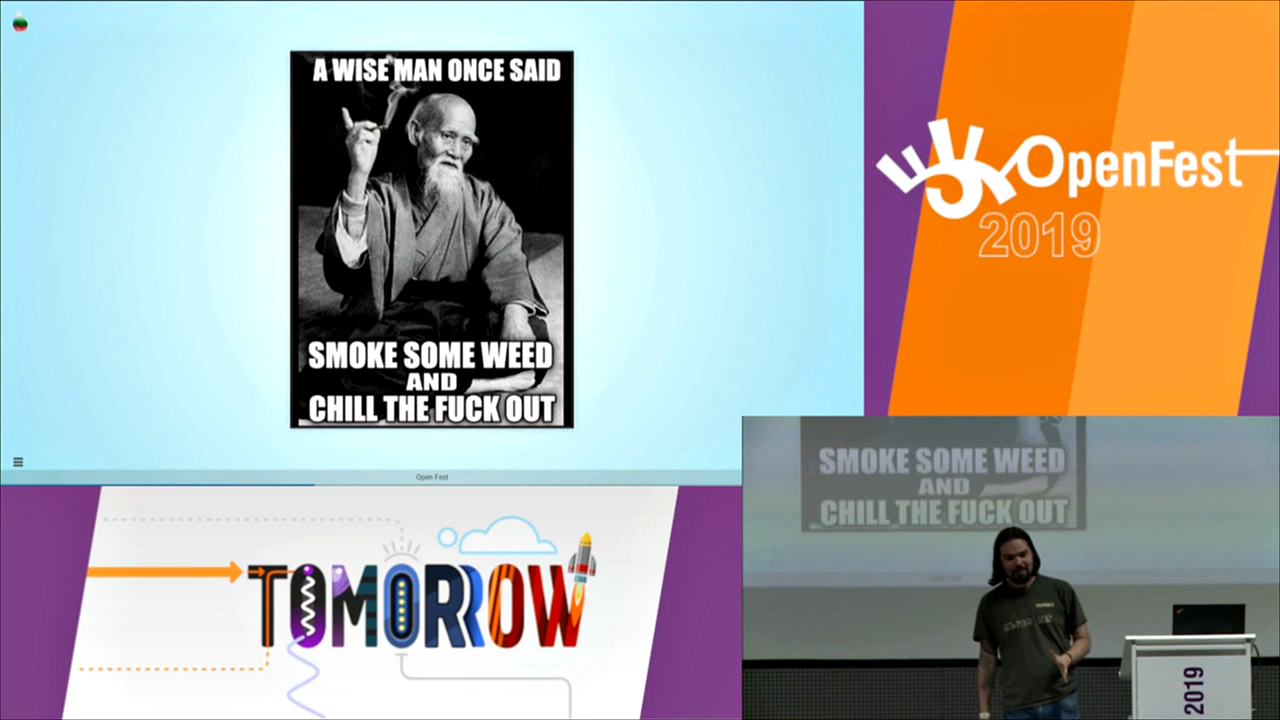 A WISE MAN ONCE SAID
SMOKE SOME WEED
AND
CHILL THE FUCK OUT
Open Fest
OpenFest
2019
TOMORROW
SMOKE SOME WEED
AND
CHILL THE FUCK OUT
2019